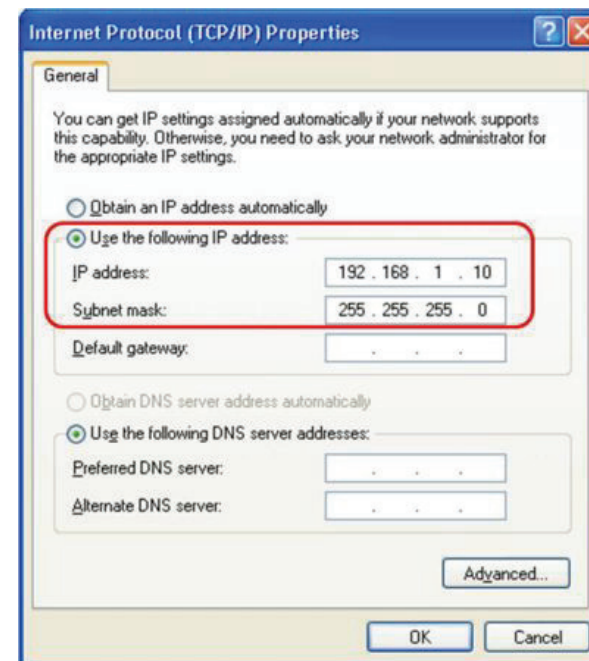 Internet Protocol (TCP/IP) Properties
General
You can get IP settings assigned automatically if your network supports
this capability. Otherwise, you need to ask your network administrator for
the appropriate IP settings.
Obtain an IP address automatically
Use the following IP address:
IP address: 192 . 168 . 1 . 10
Subnet mask: 255 . 255 . 255 . 0
Default gateway: . . .
Obtain DNS server address automatically
Use the following DNS server addresses:
Preferred DNS server: . . .
Alternate DNS server: . . .
Advanced...
OK Cancel